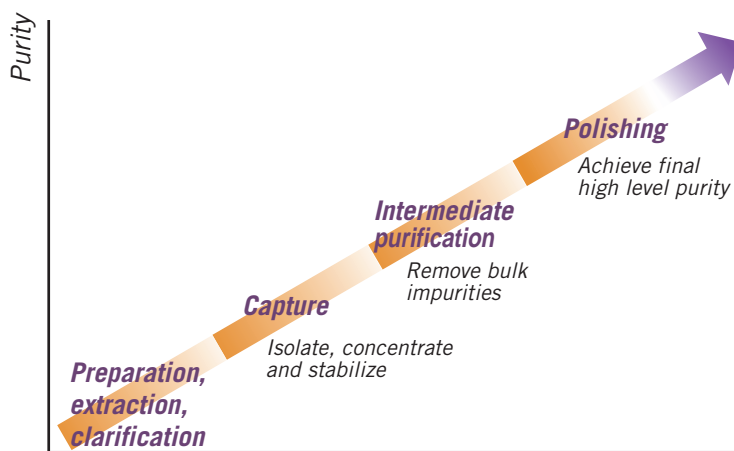 Purity
Polishing
Achieve final
high level purity
Intermediate
purification
Remove bulk
impurities
Capture
Isolate, concentrate
and stabilize
Preparation,
extraction,
clarification